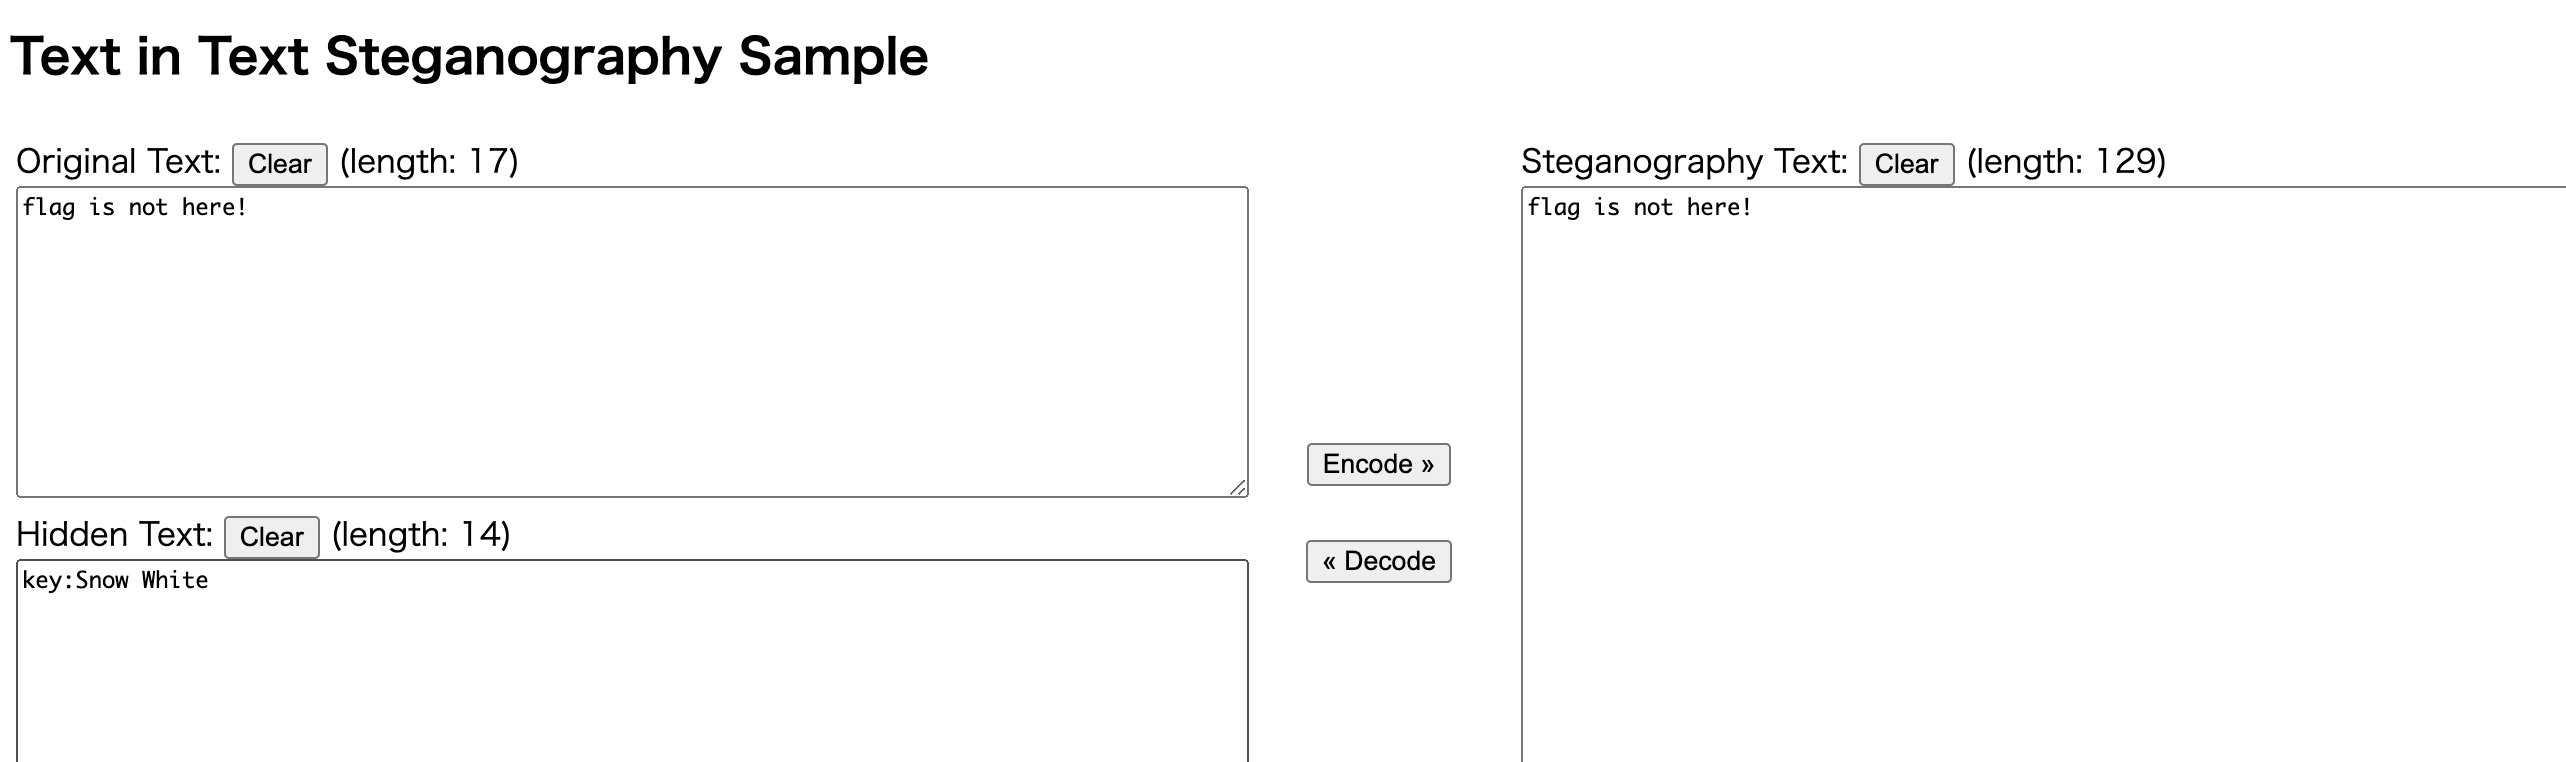 Text in Text Steganography Sample
Original Text: Clear (length: 17)
flag is not here!
Hidden Text: Clear (length: 14)
key:Snow White
Encode »
« Decode
Steganography Text: Clear (length: 129)
flag is not here!